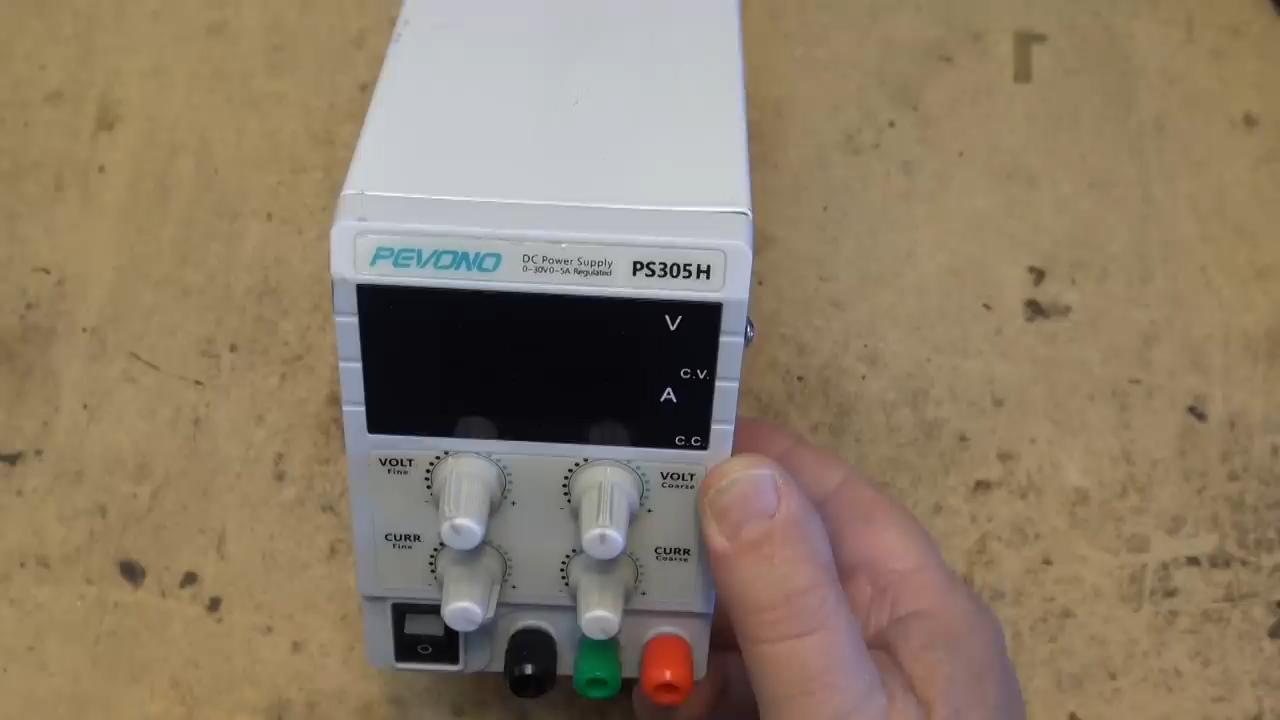 PEVONO
DC Power Supply
0-30V0-5A Regulated
PS305H
V
C.V.
A
C.C.
VOLT
Fine
VOLT
Coarse
CURR
Fine
CURR
Coarse